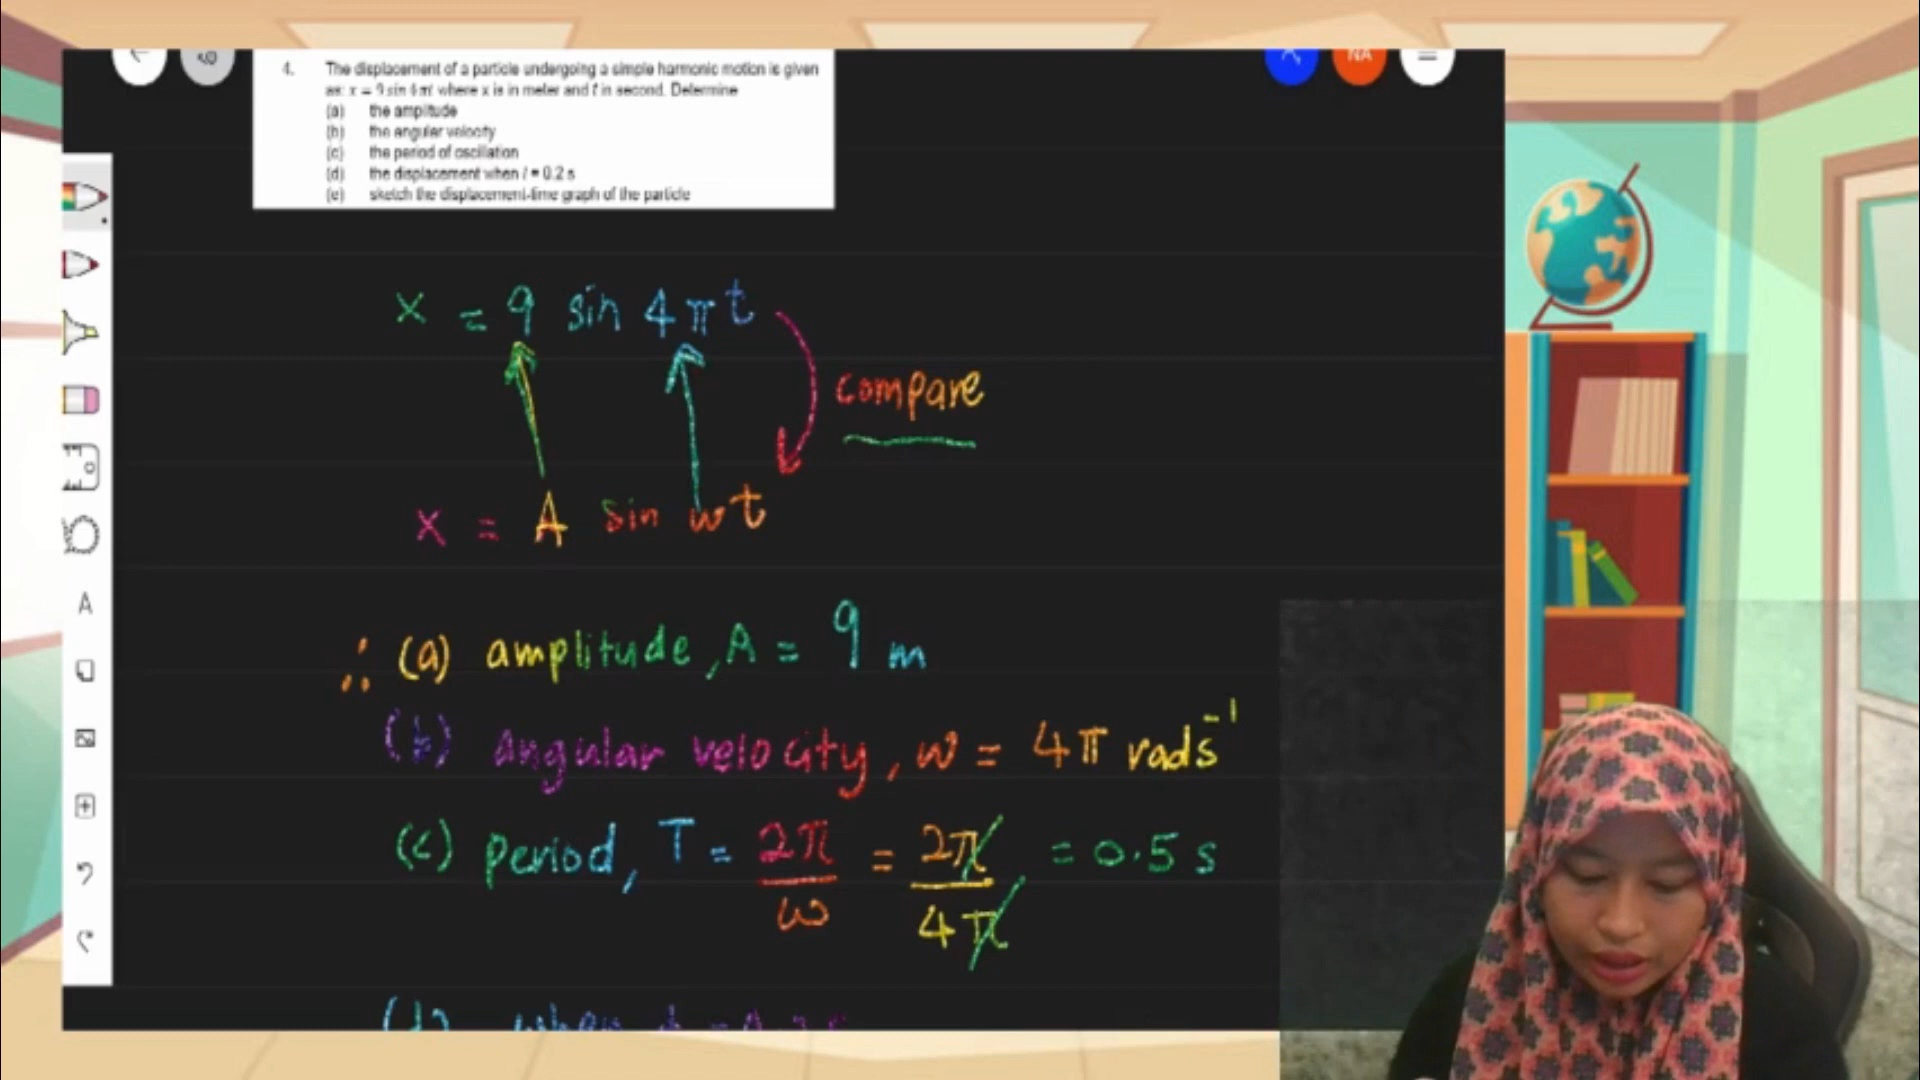 NA
4. The displacement of a particle undergoing a simple harmonic motion is given
as: x = 9 sin 4πt where x is in meter and t in second. Determine
(a) the amplitude
(b) the angular velocity
(c) the period of oscillation
(d) the displacement when t = 0.2 s
(e) sketch the displacement-time graph of the particle
x = 9 sin 4πt
compare
x = A sin ωt
∴ (a) amplitude, A = 9 m
(b) angular velocity, ω = 4π rads⁻¹
(c) period, T = 2π/ω = 2π/4π = 0.5 s
(d) when
A